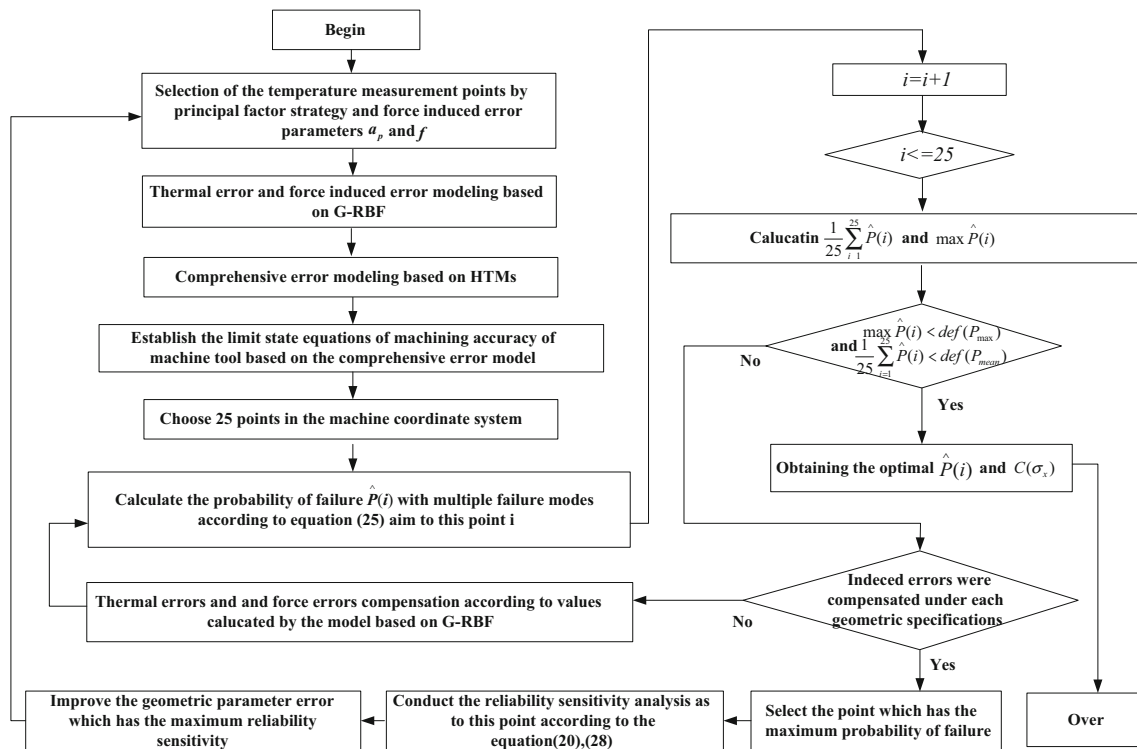 Begin
Selection of the temperature measurement points by
principal factor strategy and force induced error
parameters a_p and f
Thermal error and force induced error modeling based
on G-RBF
Comprehensive error modeling based on HTMs
Establish the limit state equations of machining accuracy of
machine tool based on the comprehensive error model
Choose 25 points in the machine coordinate system
Calculate the probability of failure P̂(i) with multiple failure modes
according to equation (25) aim to this point i
Thermal errors and and force errors compensation according to values
calucated by the model based on G-RBF
i=i+1
i<=25
Calucatin 1/25 ∑_{i 1}^{25} P̂(i) and max P̂(i)
max P̂(i) < def(P_max)
and 1/25 ∑_{i=1}^{25} P̂(i) < def(P_mean)
No
Yes
Obtaining the optimal P̂(i) and C(σ_x)
Indeced errors were
compensated under each
geometric specifications
No
Yes
Select the point which has the
maximum probability of failure
Conduct the reliability sensitivity analysis as
to this point according to the
equation(20),(28)
Improve the geometric parameter error
which has the maximum reliability
sensitivity
Over